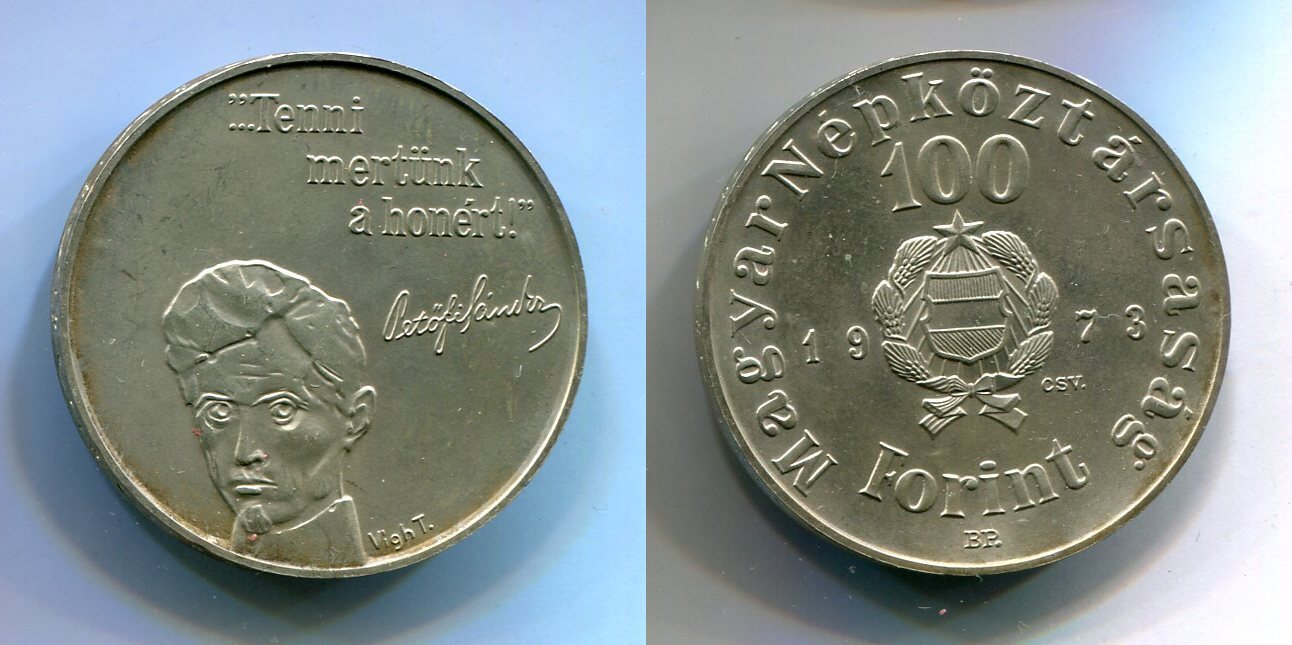 ”...Tenni
mertünk
a honért!”
Petőfi Sándor
Vigh T.
Magyar Népköztársaság
100
1973
CSV.
Forint
BP.